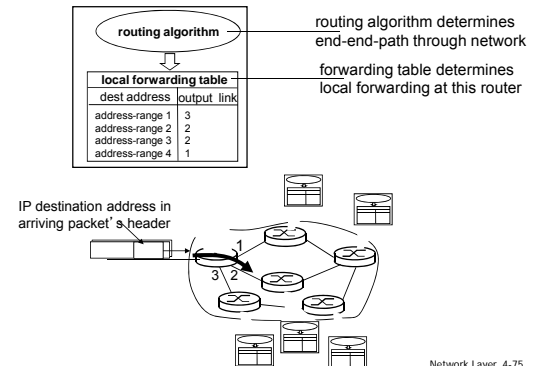 routing algorithm
routing algorithm determines
end-end-path through network
local forwarding table
forwarding table determines
local forwarding at this router
dest address output link
address-range 1 3
address-range 2 2
address-range 3 2
address-range 4 1
IP destination address in
arriving packet's header
1
3 2
Network Layer 4-75